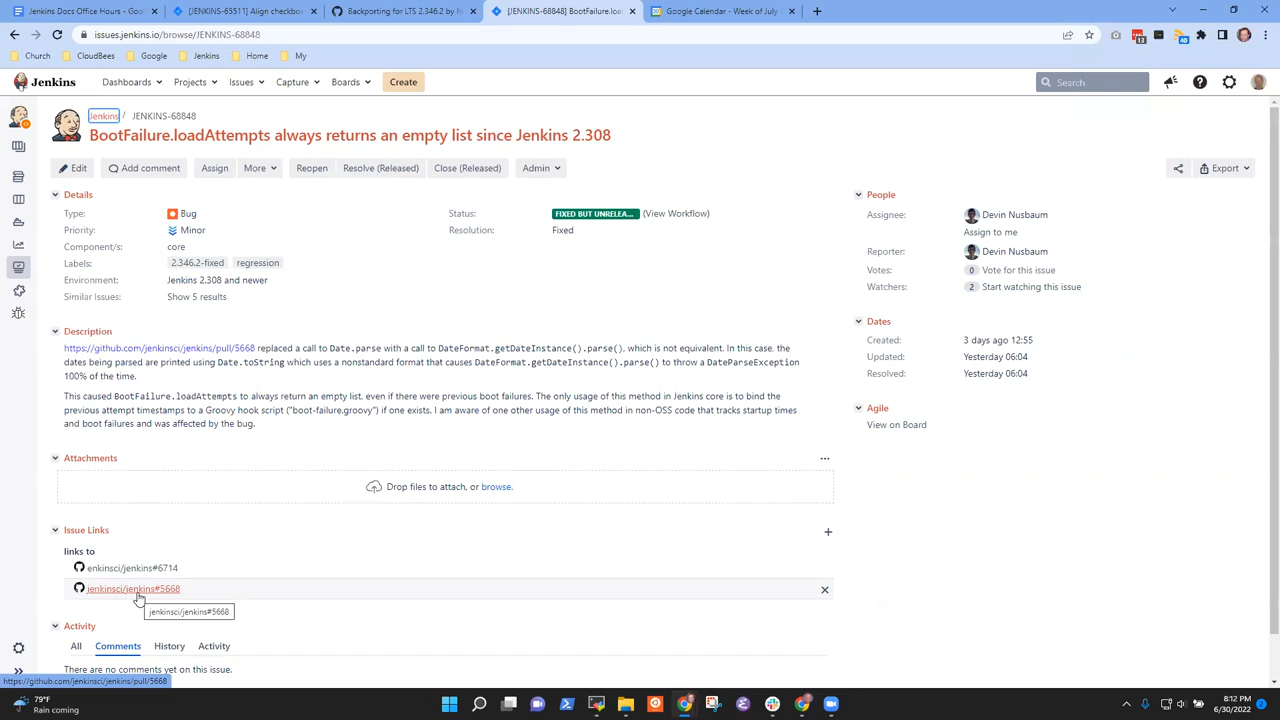 Docs Office Hours - Week o
[JENKINS-65511] Align checkbo
Backporting for LTS 2.346.2 by N
[JENKINS-68848] BootFailure.loa
Google Calendar - Week of July
issues.jenkins.io/browse/JENKINS-68848
Church CloudBees Google Jenkins Home My
Jenkins Dashboards Projects Issues Capture Boards Create Search
Jenkins / JENKINS-68848
BootFailure.loadAttempts always returns an empty list since Jenkins 2.308
Edit Add comment Assign More Reopen Resolve (Released) Close (Released) Admin Export
Details
Type: Bug Status: FIXED BUT UNRELEA... (View Workflow)
Priority: Minor Resolution: Fixed
Component/s: core
Labels: 2.346.2-fixed regression
Environment: Jenkins 2.308 and newer
Similar Issues: Show 5 results
People
Assignee: Devin Nusbaum
Assign to me
Reporter: Devin Nusbaum
Votes: 0 Vote for this issue
Watchers: 2 Start watching this issue
Description
https://github.com/jenkinsci/jenkins/pull/5668 replaced a call to Date.parse with a call to DateFormat.getDateInstance().parse(), which is not equivalent. In this case, the
dates being parsed are printed using Date.toString which uses a nonstandard format that causes DateFormat.getDateInstance().parse() to throw a DateParseException
100% of the time.
This caused BootFailure.loadAttempts to always return an empty list, even if there were previous boot failures. The only usage of this method in Jenkins core is to bind the
previous attempt timestamps to a Groovy hook script ("boot-failure.groovy") if one exists. I am aware of one other usage of this method in non-OSS code that tracks startup times
and boot failures and was affected by the bug.
Dates
Created: 3 days ago 12:55
Updated: Yesterday 06:04
Resolved: Yesterday 06:04
Agile
View on Board
Attachments
Drop files to attach, or browse.
Issue Links
links to
enkinsci/jenkins#6714
jenkinsci/jenkins#5668
jenkinsci/jenkins#5668
Activity
All Comments History Activity
There are no comments yet on this issue.
https://github.com/jenkinsci/jenkins/pull/5668
79°F
Rain coming
8:12 PM
6/30/2022